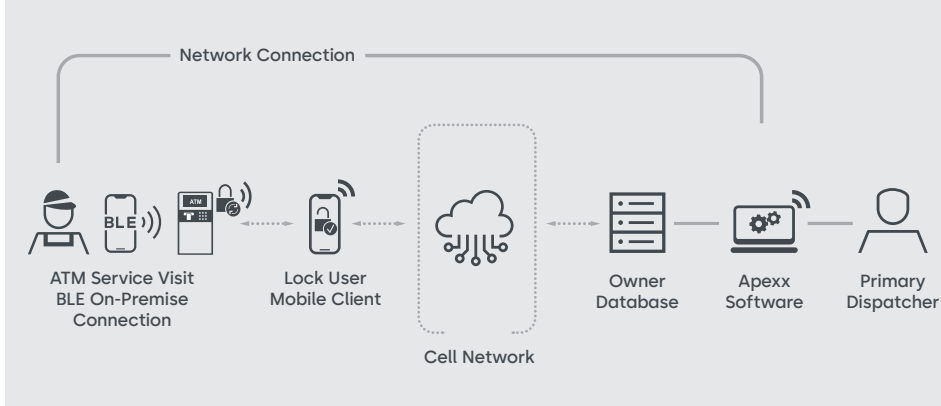 Network Connection
BLE
ATM
ATM Service Visit
BLE On-Premise
Connection
Lock User
Mobile Client
Cell Network
Owner
Database
Apexx
Software
Primary
Dispatcher